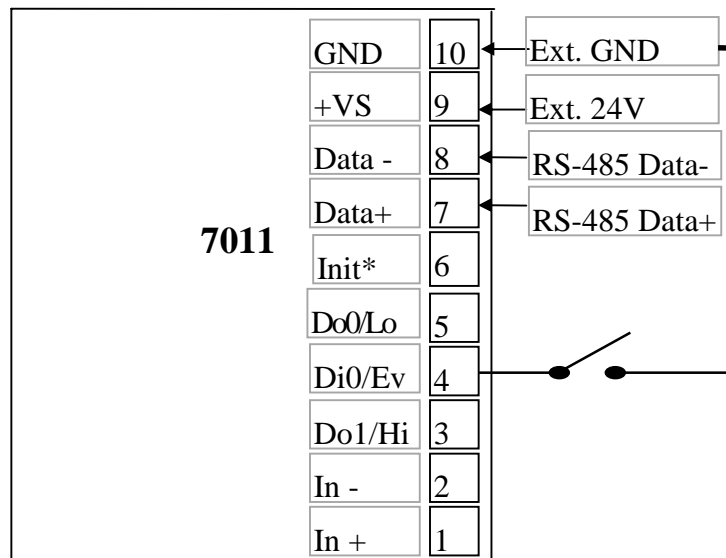 GND 10 Ext. GND
+VS 9 Ext. 24V
Data - 8 RS-485 Data-
Data+ 7 RS-485 Data+
7011
Init* 6
Do0/Lo 5
Di0/Ev 4
Do1/Hi 3
In - 2
In + 1